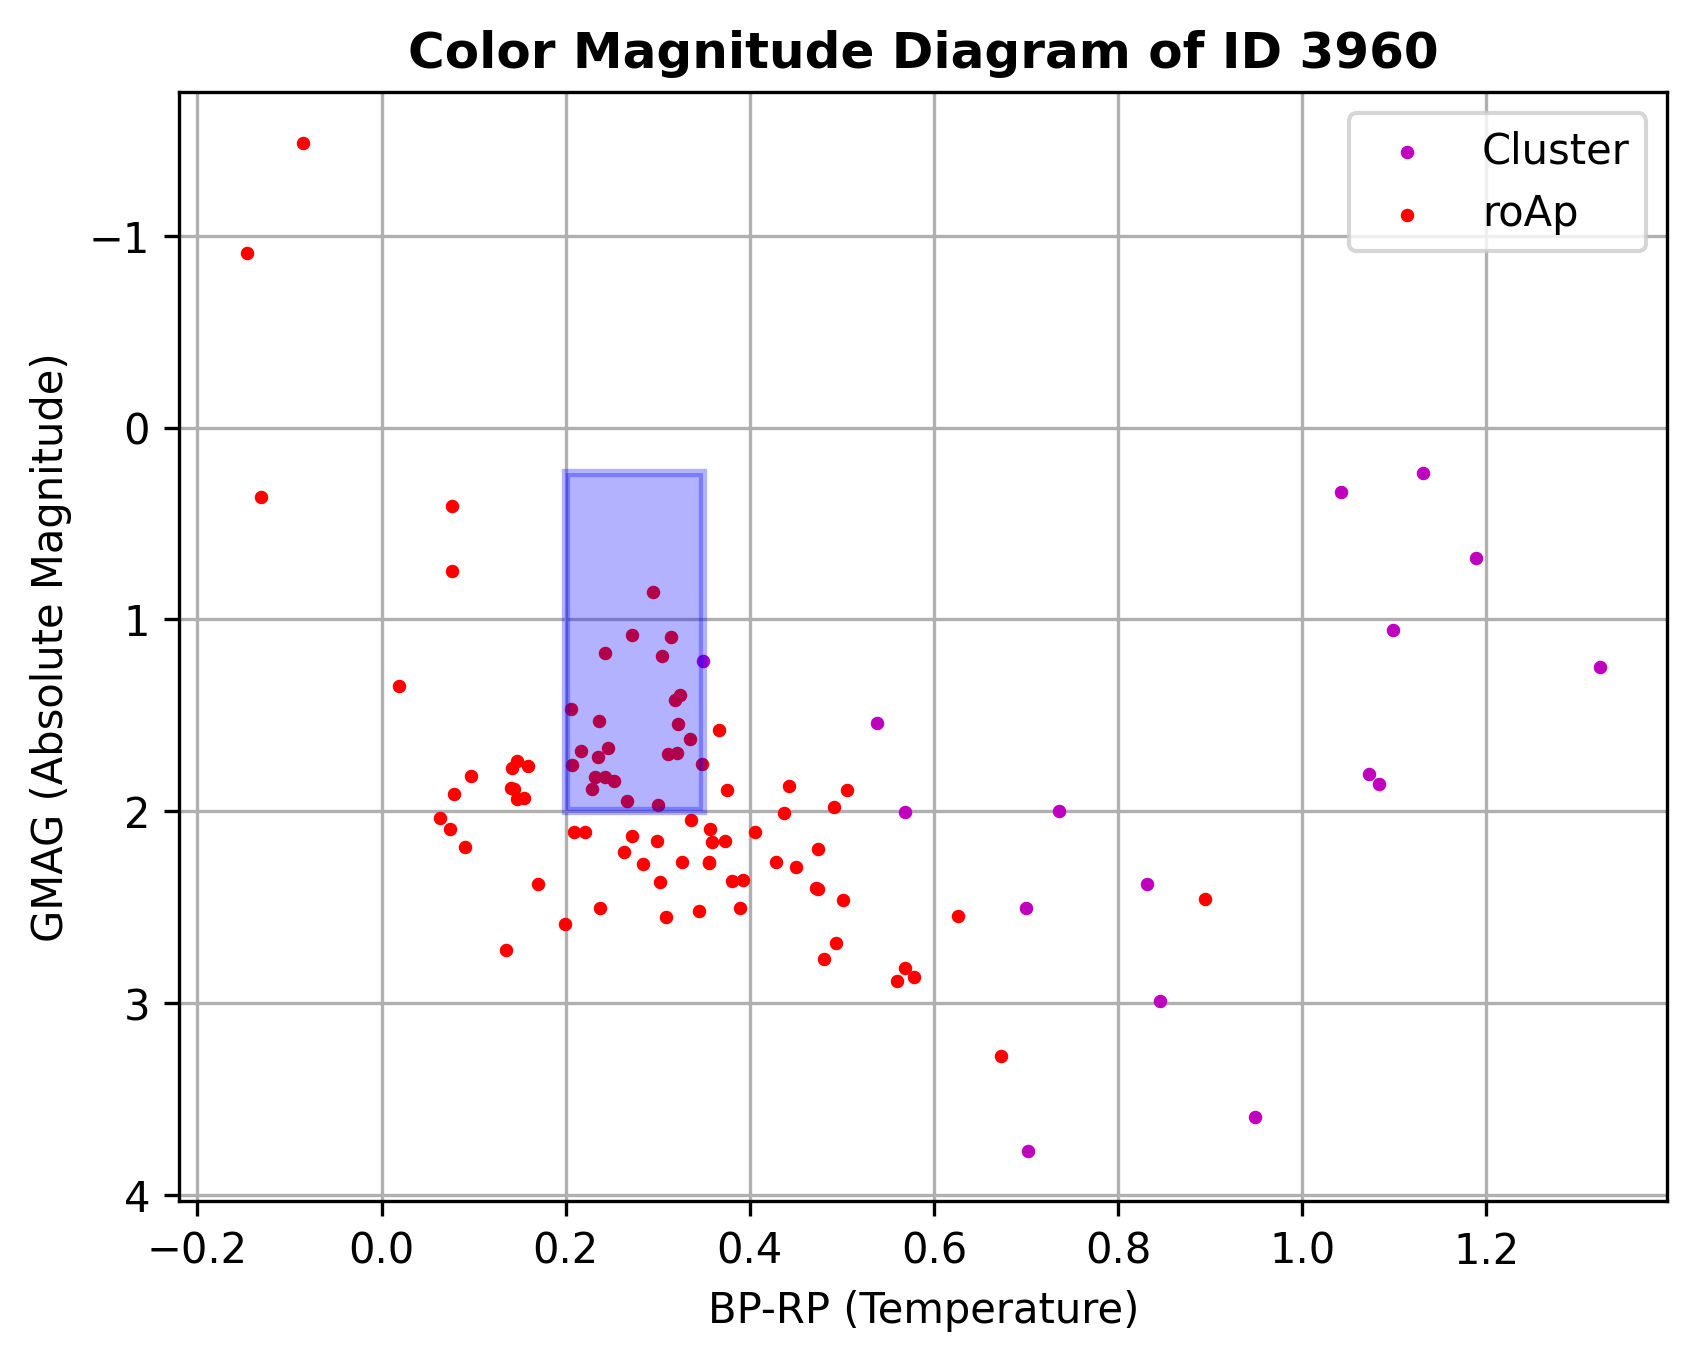 Color Magnitude Diagram of ID 3960
Cluster
roAp
GMAG (Absolute Magnitude)
−1
0
1
2
3
4
−0.2 0.0 0.2 0.4 0.6 0.8 1.0 1.2
BP-RP (Temperature)